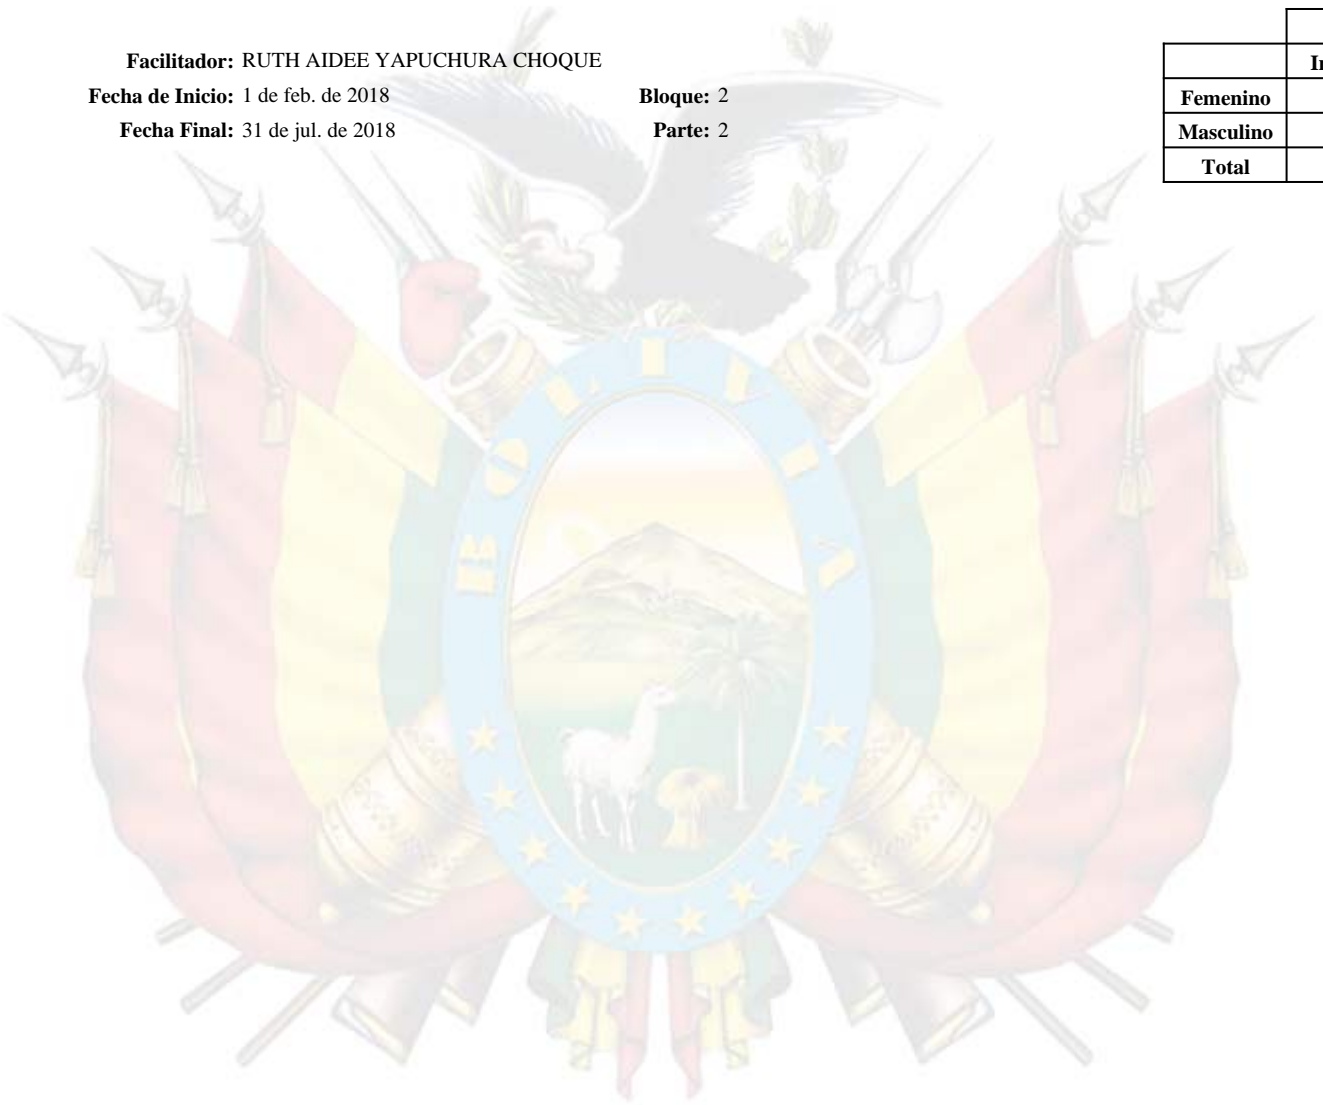 Facilitador: RUTH AIDEE YAPUCHURA CHOQUE
Fecha de Inicio: 1 de feb. de 2018 Bloque: 2
Fecha Final: 31 de jul. de 2018 Parte: 2
Femenino
Masculino
Total
BOLIVIA